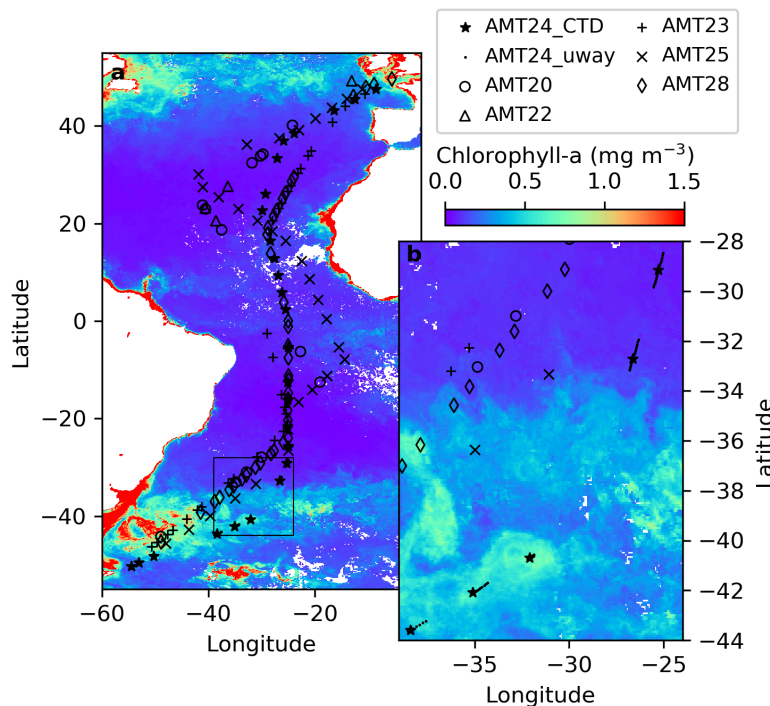 AMT24_CTD
AMT24_uway
AMT20
AMT22
AMT23
AMT25
AMT28
Chlorophyll-a (mg m⁻³)
0.0 0.5 1.0 1.5
a
40
20
0
−20
−40
Latitude
−60 −40 −20
Longitude
b
−28
−30
−32
−34
−36
−38
−40
−42
−44
Latitude
−35 −30 −25
Longitude